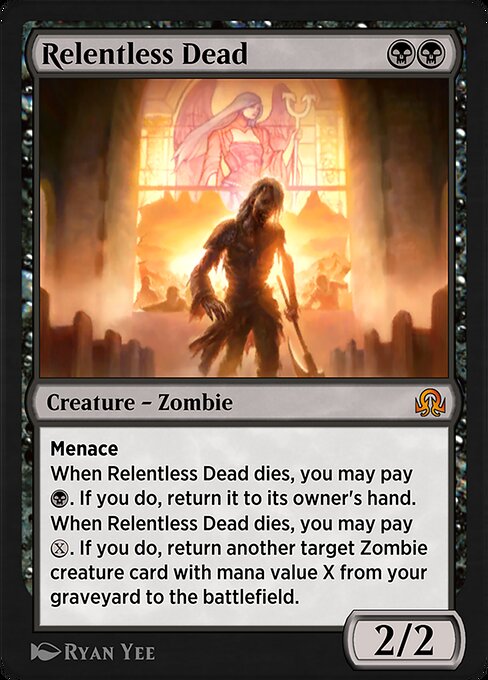 Relentless Dead
Creature – Zombie
Menace
When Relentless Dead dies, you may pay
. If you do, return it to its owner's hand.
When Relentless Dead dies, you may pay
X. If you do, return another target Zombie
creature card with mana value X from your
graveyard to the battlefield.
2/2
Ryan Yee